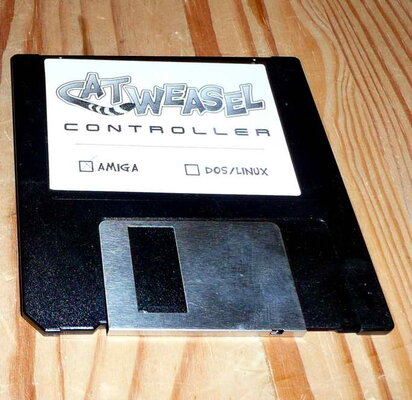 CATWEASEL
CONTROLLER
AMIGA DOS/LINUX